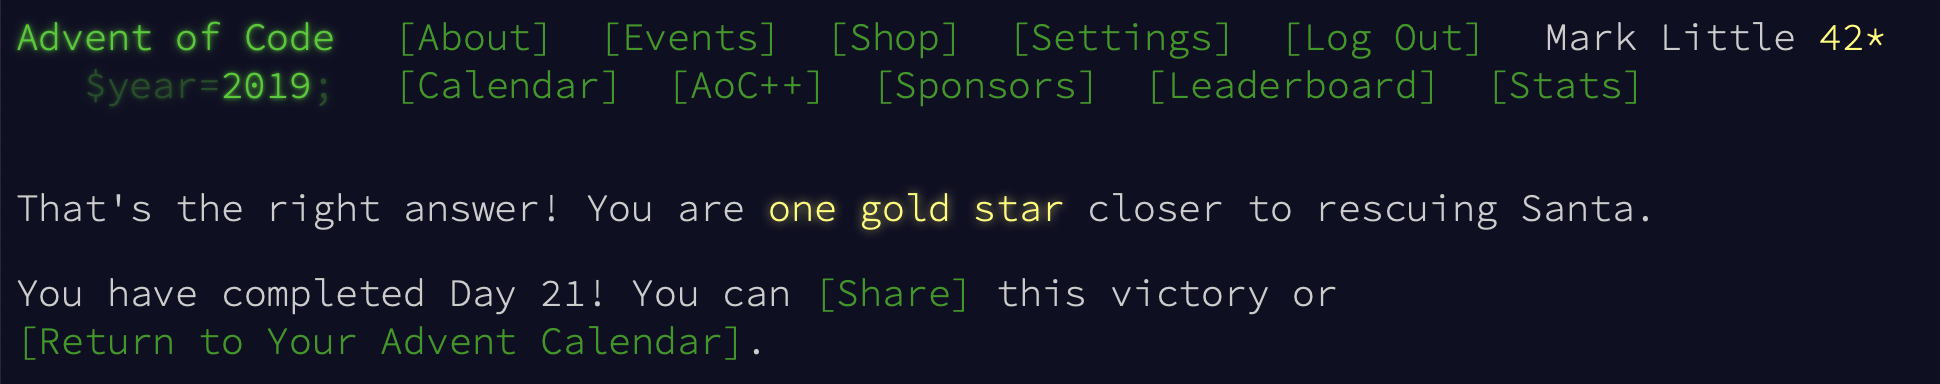 Advent of Code [About] [Events] [Shop] [Settings] [Log Out] Mark Little 42*
$year=2019; [Calendar] [AoC++] [Sponsors] [Leaderboard] [Stats]
That's the right answer! You are one gold star closer to rescuing Santa.
You have completed Day 21! You can [Share] this victory or
[Return to Your Advent Calendar].